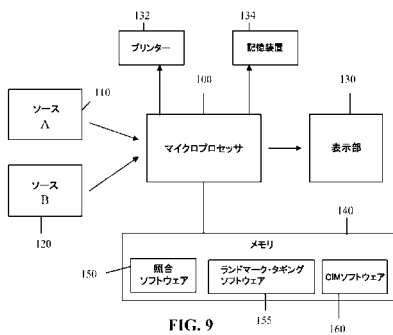 132
134
プリンター
記憶装置
110
100
130
ソース
A
マイクロプロセッサ
表示部
ソース
B
120
140
メモリ
150
照合
ソフトウェア
ランドマーク・タギング
ソフトウェア
CIMソフトウェア
155
160
FIG. 9